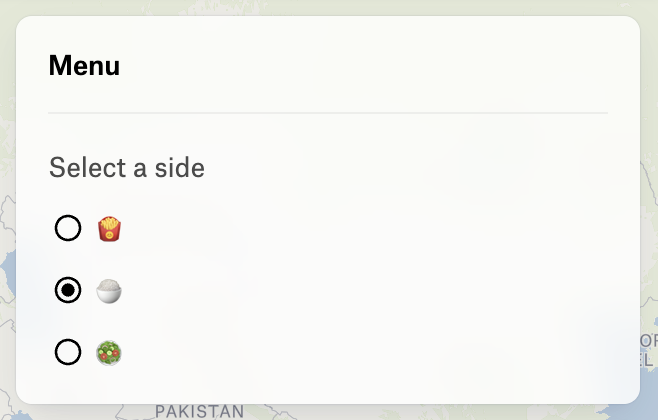 Menu
Select a side
🍟
🍚
🥗
PAKISTAN